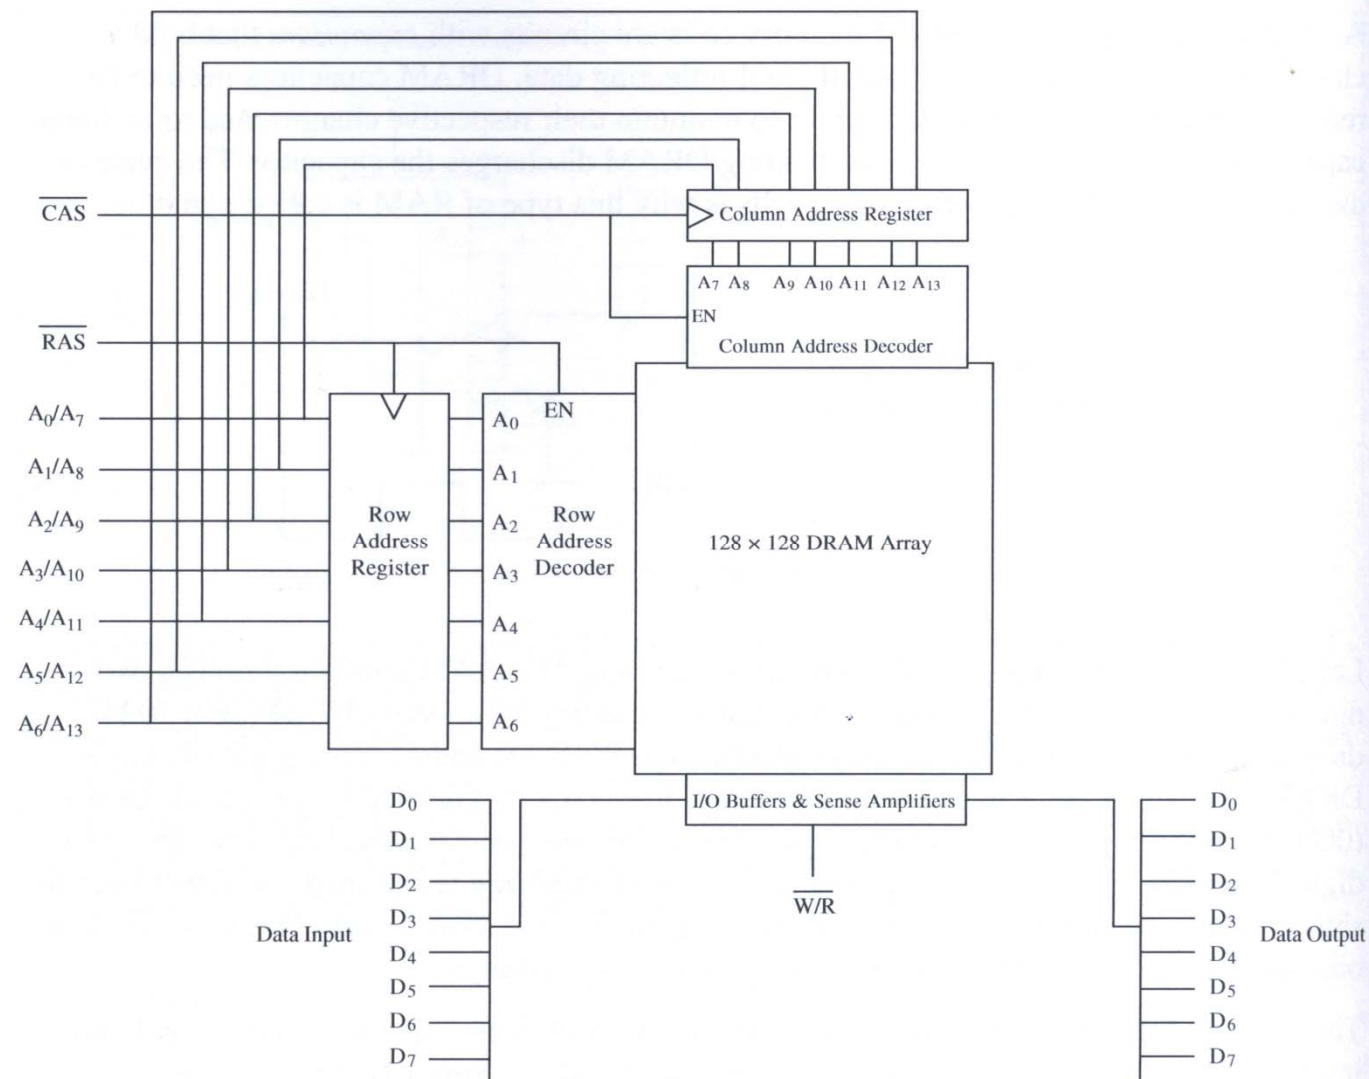 C̅A̅S̅
Column Address Register
A₇ A₈ A₉ A₁₀ A₁₁ A₁₂ A₁₃
EN
Column Address Decoder
R̅A̅S̅
A₀/A₇
A₁/A₈
A₂/A₉
A₃/A₁₀
A₄/A₁₁
A₅/A₁₂
A₆/A₁₃
Row
Address
Register
EN
A₀
A₁
A₂
A₃
A₄
A₅
A₆
Row
Address
Decoder
128 × 128 DRAM Array
I/O Buffers & Sense Amplifiers
W̅/̅R̅
Data Input
D₀
D₁
D₂
D₃
D₄
D₅
D₆
D₇
D₀
D₁
D₂
D₃
D₄
D₅
D₆
D₇
Data Output